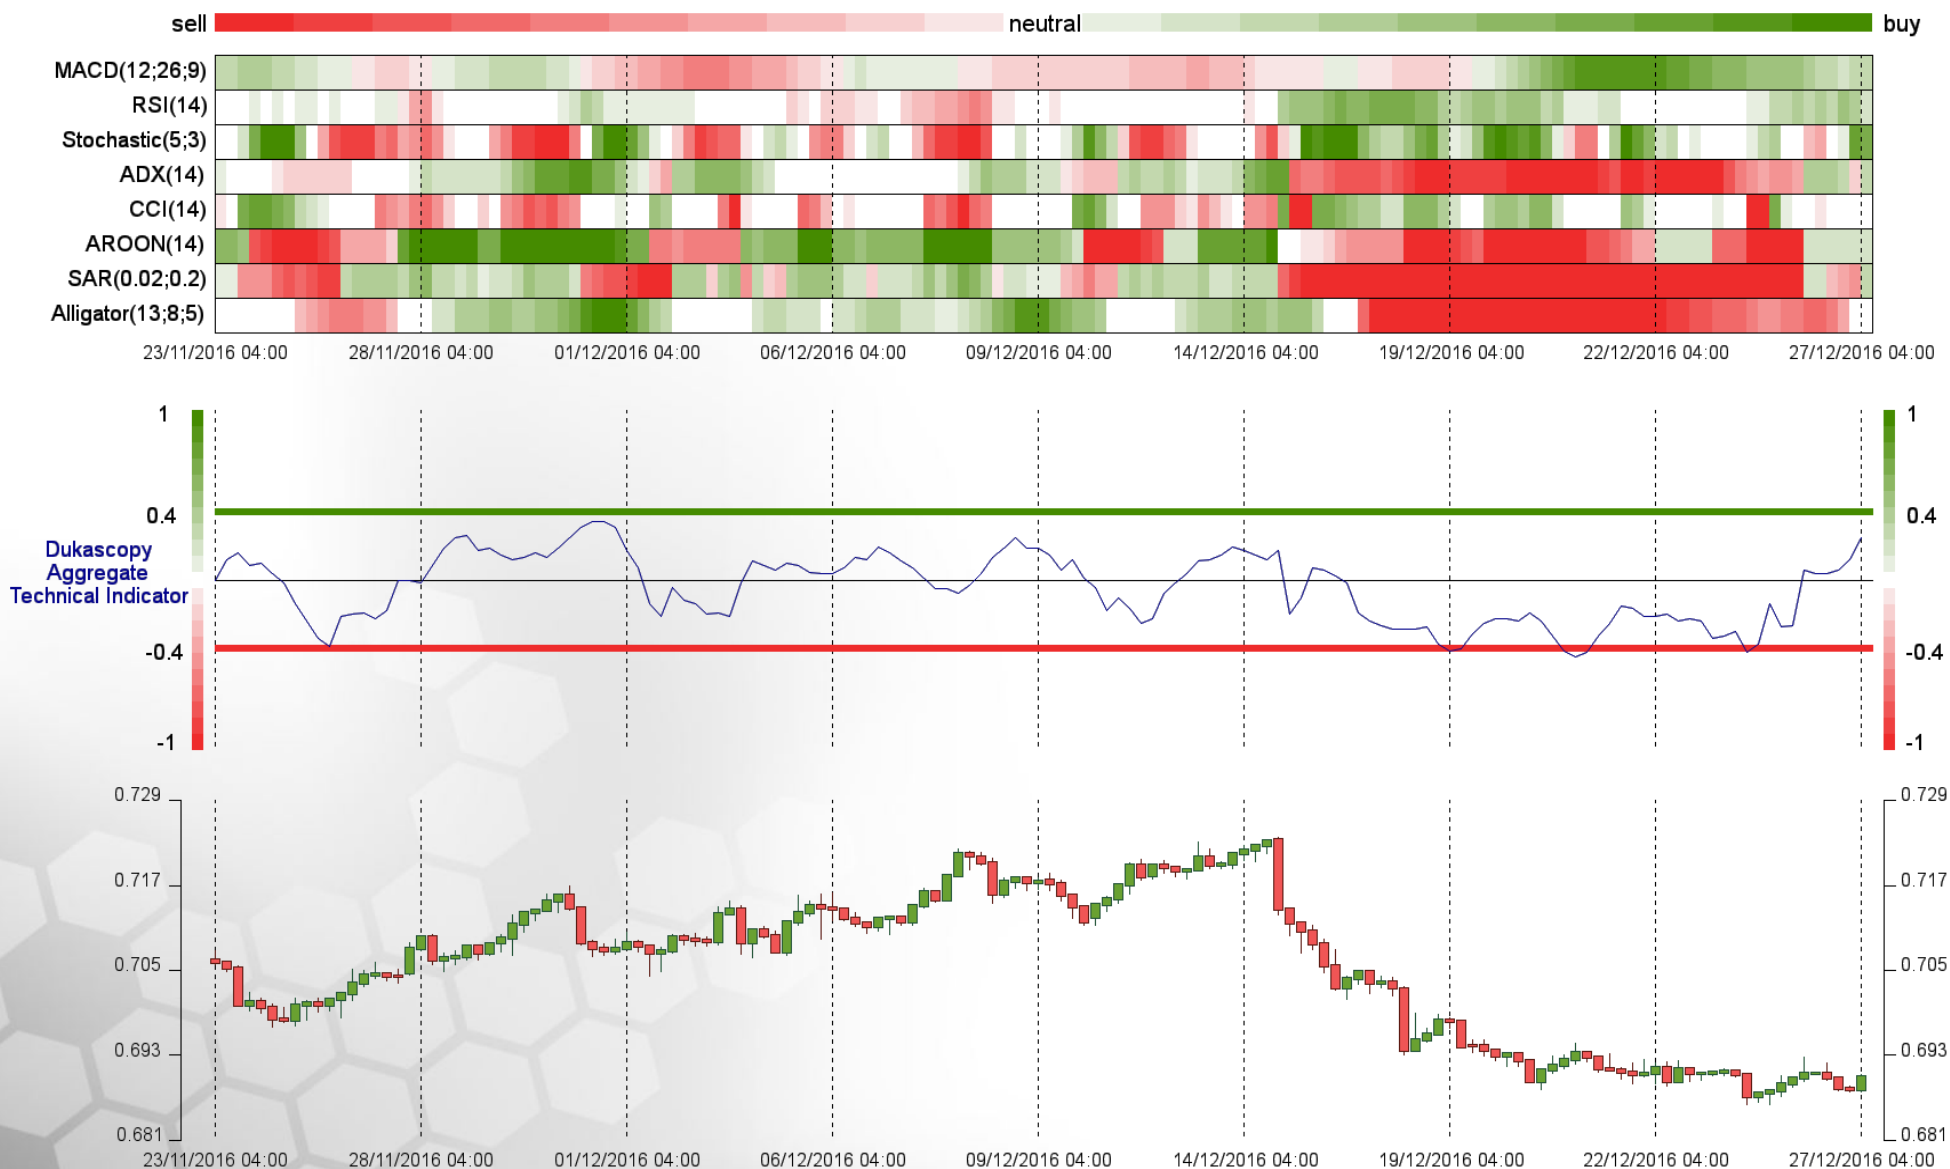 sell neutral buy
MACD(12;26;9)
RSI(14)
Stochastic(5;3)
ADX(14)
CCI(14)
AROON(14)
SAR(0.02;0.2)
Alligator(13;8;5)
23/11/2016 04:00 28/11/2016 04:00 01/12/2016 04:00 06/12/2016 04:00 09/12/2016 04:00 14/12/2016 04:00 19/12/2016 04:00 22/12/2016 04:00 27/12/2016 04:00
1 1
0.4 0.4
Dukascopy
Aggregate
Technical Indicator
-0.4 -0.4
-1 -1
0.729 0.729
0.717 0.717
0.705 0.705
0.693 0.693
0.681 0.681
23/11/2016 04:00 28/11/2016 04:00 01/12/2016 04:00 06/12/2016 04:00 09/12/2016 04:00 14/12/2016 04:00 19/12/2016 04:00 22/12/2016 04:00 27/12/2016 04:00